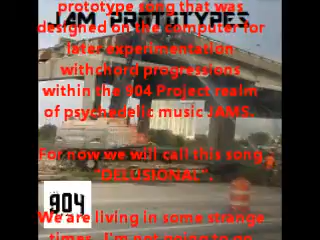 JAM PROTOTYPES
prototype song that was
designed on the computer for
later experimentation
withchord progressions
within the 904 Project realm
of psychedelic music JAMS.
For now we will call this song
"DELUSIONAL"
904
We are living in some strange
times. I'm not going to go